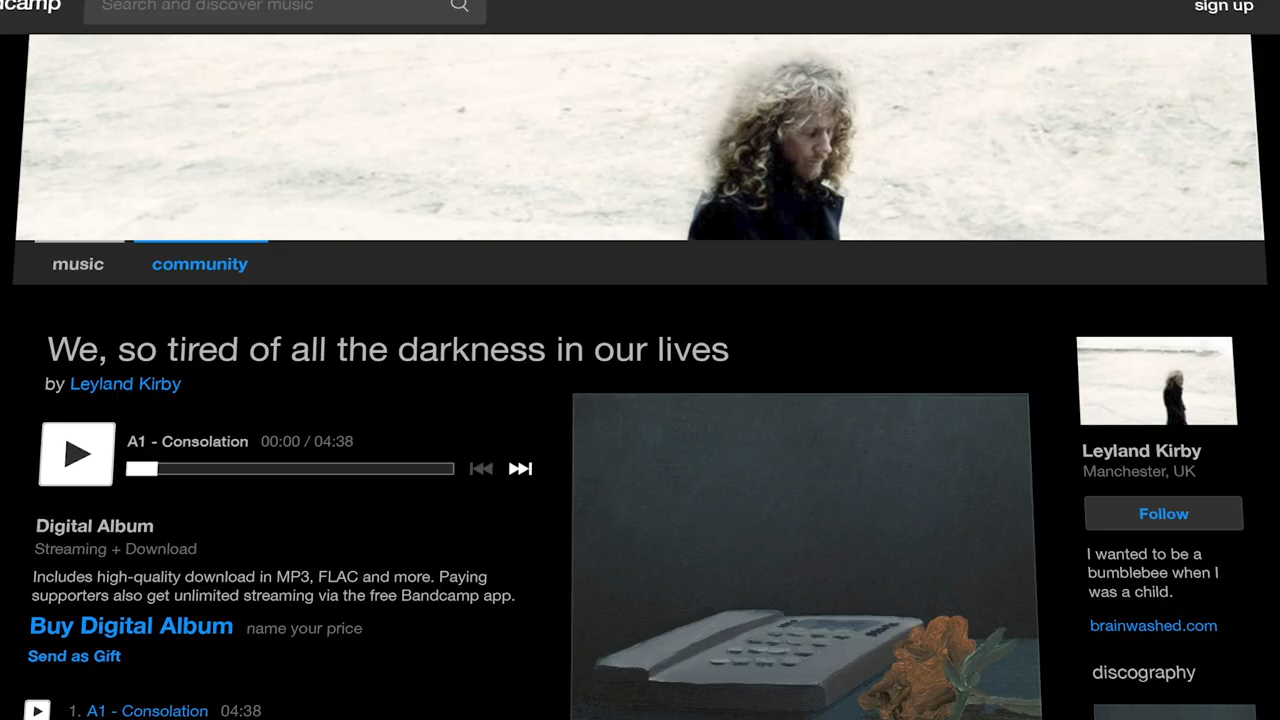 dcamp
Search and discover music
sign up
music
community
We, so tired of all the darkness in our lives
by Leyland Kirby
A1 - Consolation 00:00 / 04:38
Digital Album
Streaming + Download
Includes high-quality download in MP3, FLAC and more. Paying
supporters also get unlimited streaming via the free Bandcamp app.
Buy Digital Album name your price
Send as Gift
1. A1 - Consolation 04:38
Leyland Kirby
Manchester, UK
Follow
I wanted to be a
bumblebee when I
was a child.
brainwashed.com
discography